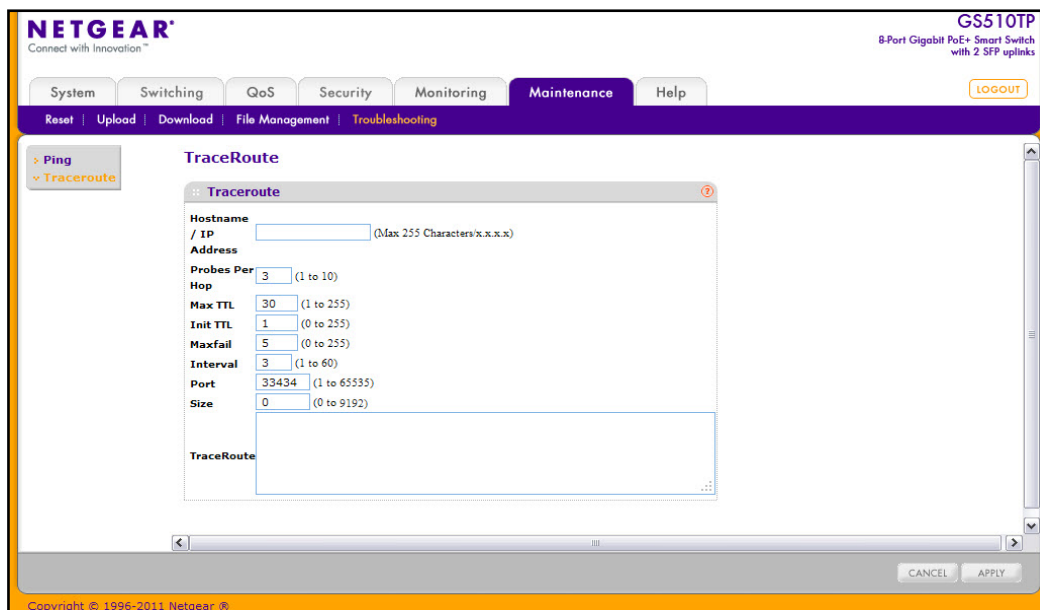 NETGEAR®
Connect with Innovation™
GS510TP
8-Port Gigabit PoE+ Smart Switch
with 2 SFP uplinks
System
Switching
QoS
Security
Monitoring
Maintenance
Help
LOGOUT
Reset | Upload | Download | File Management | Troubleshooting
Ping
Traceroute
TraceRoute
Traceroute
?
Hostname
/ IP
Address
(Max 255 Characters/x.x.x.x)
Probes Per
Hop
3 (1 to 10)
Max TTL 30 (1 to 255)
Init TTL 1 (0 to 255)
Maxfail 5 (0 to 255)
Interval 3 (1 to 60)
Port 33434 (1 to 65535)
Size 0 (0 to 9192)
TraceRoute
CANCEL
APPLY
Copyright © 1996-2011 Netgear ®